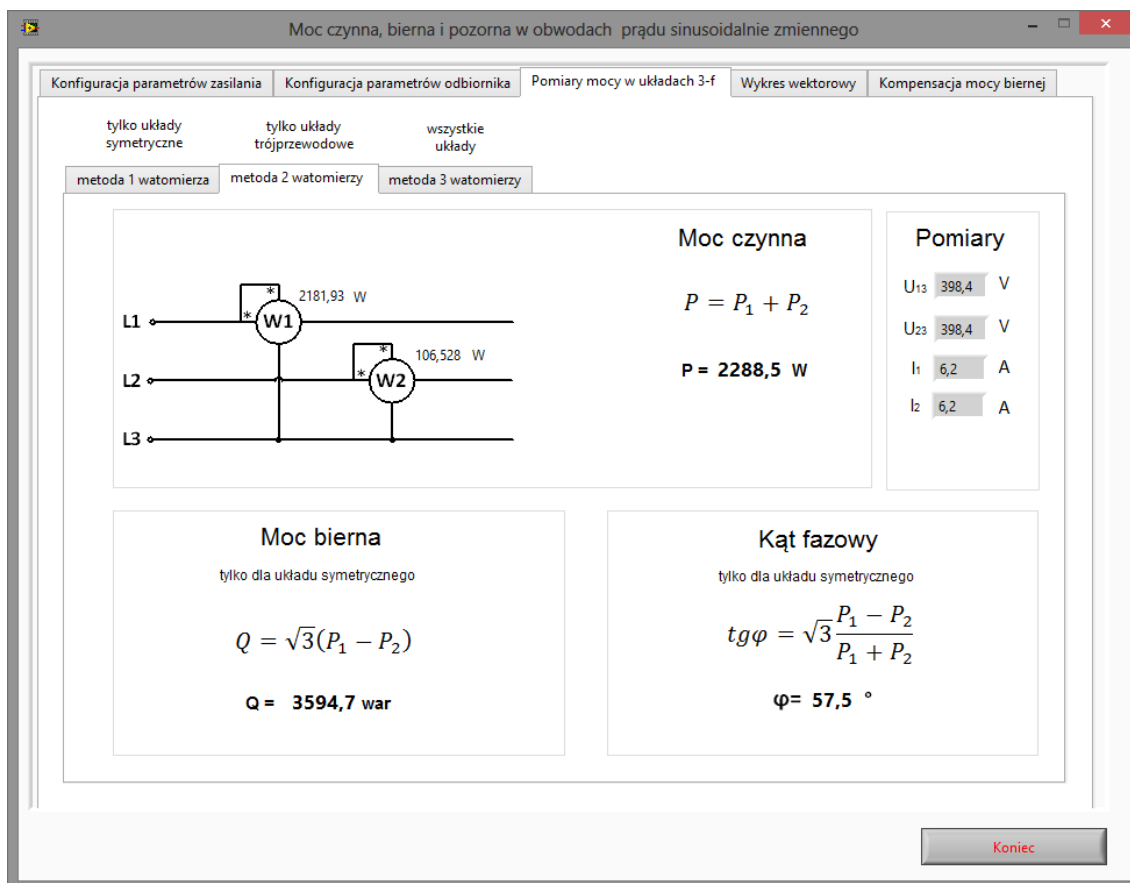 Moc czynna, bierna i pozorna w obwodach prądu sinusoidalnie zmiennego
Konfiguracja parametrów zasilania
Konfiguracja parametrów odbiornika
Pomiary mocy w układach 3-f
Wykres wektorowy
Kompensacja mocy biernej
tylko układy
symetryczne
tylko układy
trójprzewodowe
wszystkie
układy
metoda 1 watomierza
metoda 2 watomierzy
metoda 3 watomierzy
L1
*
*
W1
2181,93 W
L2
*
*
W2
106,528 W
L3
Moc czynna
P = P₁ + P₂
P = 2288,5 W
Pomiary
U₁₃ 398,4 V
U₂₃ 398,4 V
I₁ 6,2 A
I₂ 6,2 A
Moc bierna
tylko dla układu symetrycznego
Q = √3(P₁ − P₂)
Q = 3594,7 war
Kąt fazowy
tylko dla układu symetrycznego
tgφ = √3 (P₁ − P₂)/(P₁ + P₂)
φ= 57,5 °
Koniec